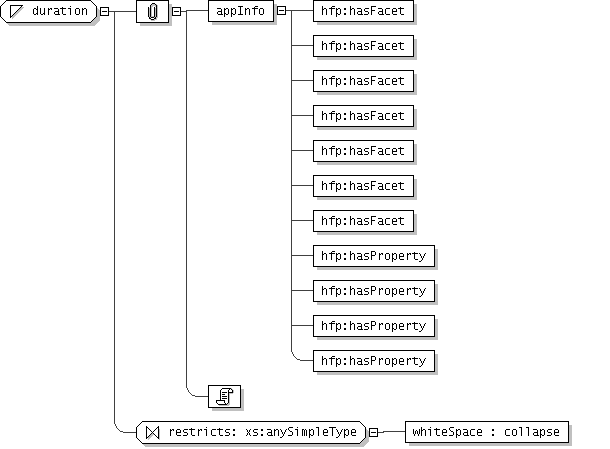 duration
appInfo
hfp:hasFacet
hfp:hasFacet
hfp:hasFacet
hfp:hasFacet
hfp:hasFacet
hfp:hasFacet
hfp:hasFacet
hfp:hasProperty
hfp:hasProperty
hfp:hasProperty
hfp:hasProperty
restricts: xs:anySimpleType
whiteSpace : collapse